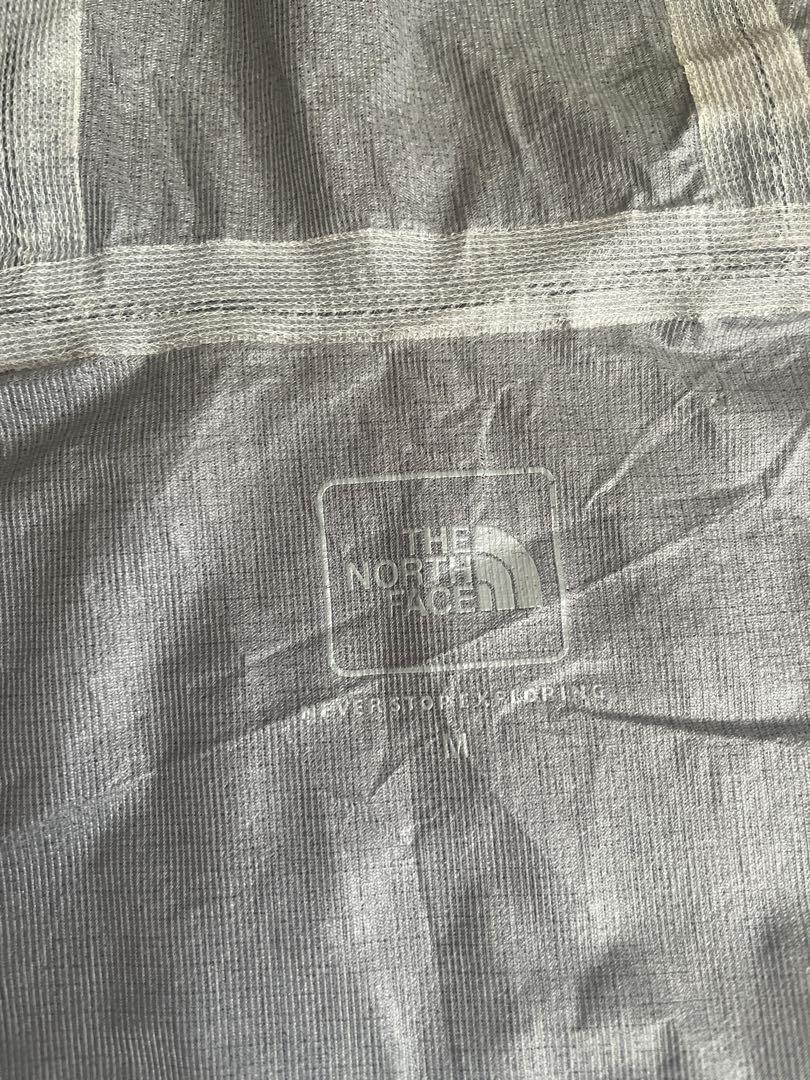 THE
NORTH
FACE
NEVER STOP EXPLORING
M